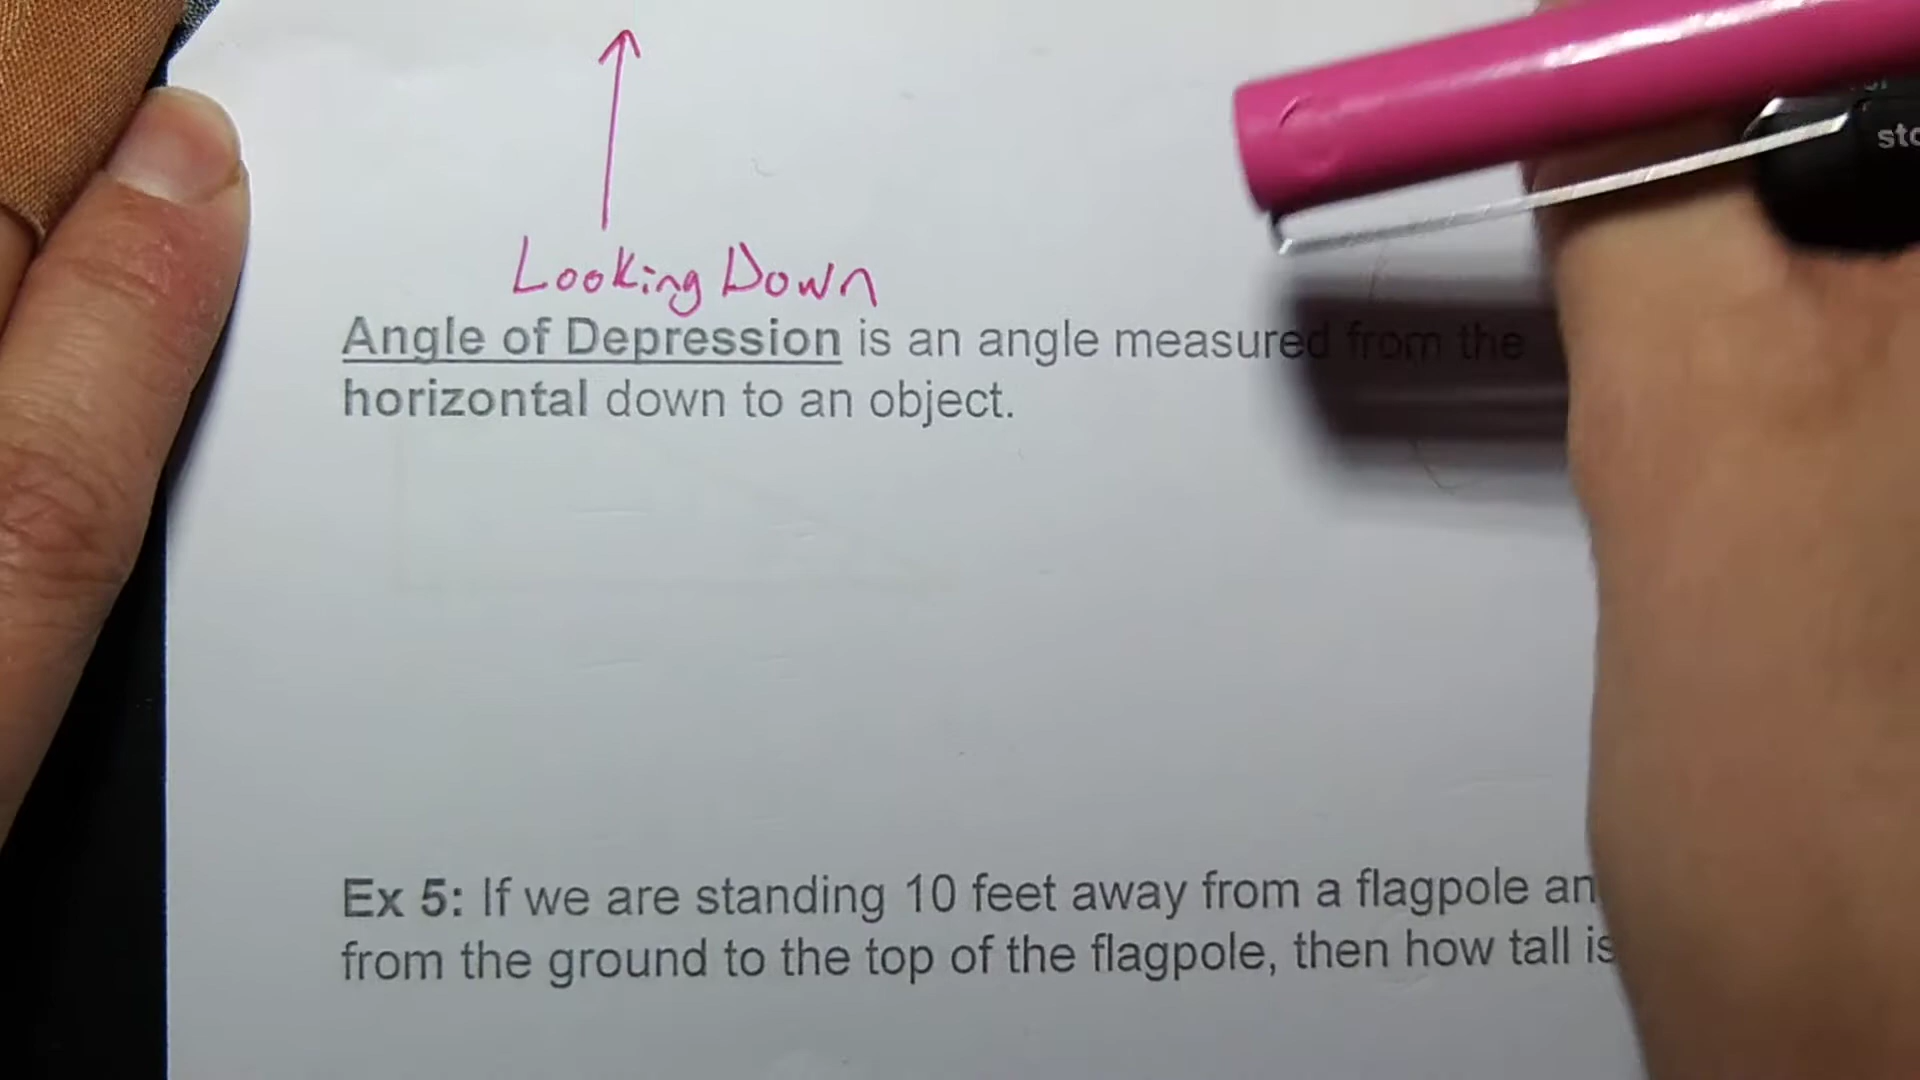 Looking Down
Angle of Depression is an angle measured from the
horizontal down to an object.
Ex 5: If we are standing 10 feet away from a flagpole
from the ground to the top of the flagpole, then how tall is